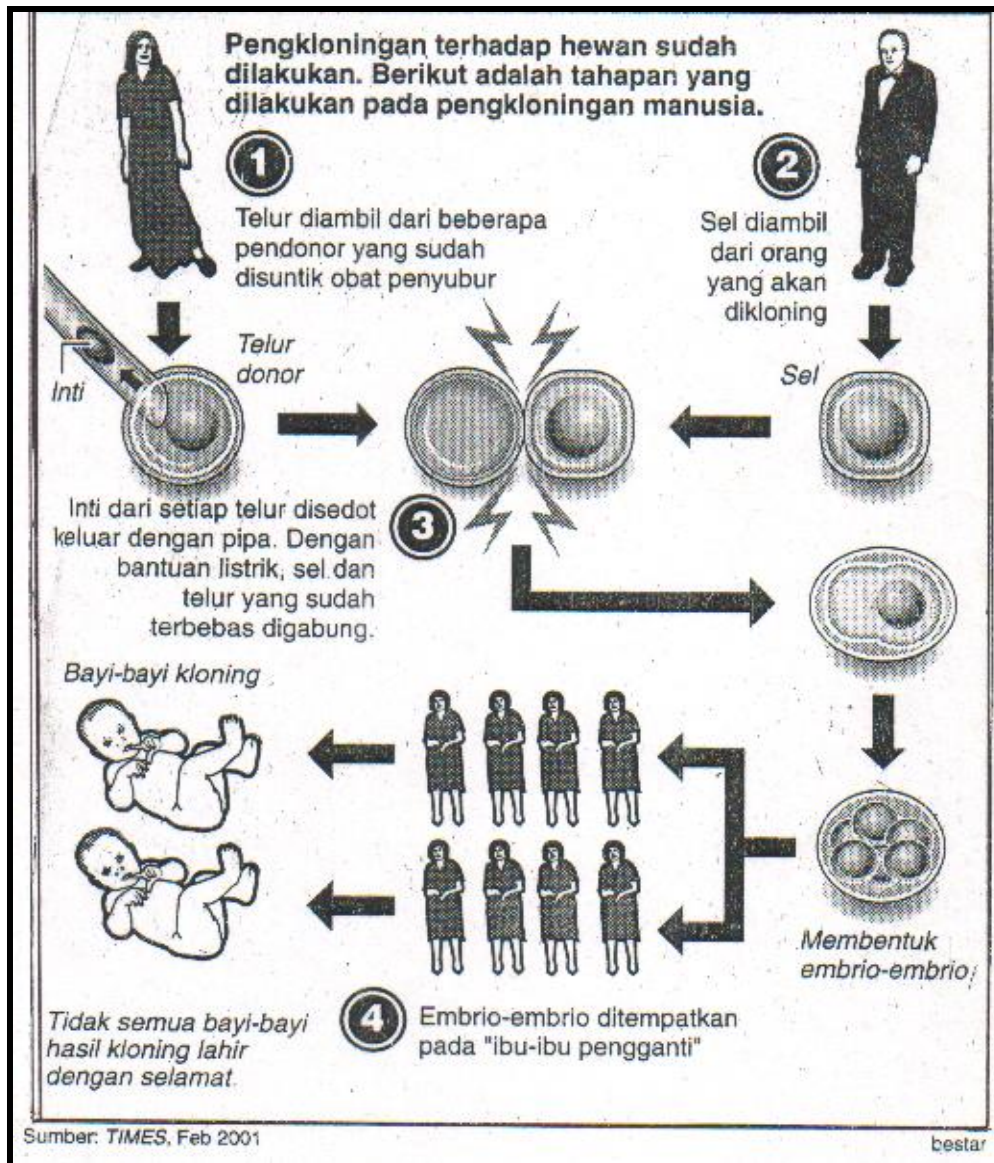 Pengkloningan terhadap hewan sudah
dilakukan. Berikut adalah tahapan yang
dilakukan pada pengkloningan manusia.
1
Telur diambil dari beberapa
pendonor yang sudah
disuntik obat penyubur
2
Sel diambil
dari orang
yang akan
dikloning
Inti
Telur
donor
Sel
3
Inti dari setiap telur disedot
keluar dengan pipa. Dengan
bantuan listrik, sel dan
telur yang sudah
terbebas digabung.
Bayi-bayi kloning
Membentuk
embrio-embrio
4
Embrio-embrio ditempatkan
pada "ibu-ibu pengganti"
Tidak semua bayi-bayi
hasil kloning lahir
dengan selamat.
Sumber: TIMES, Feb 2001
bestar